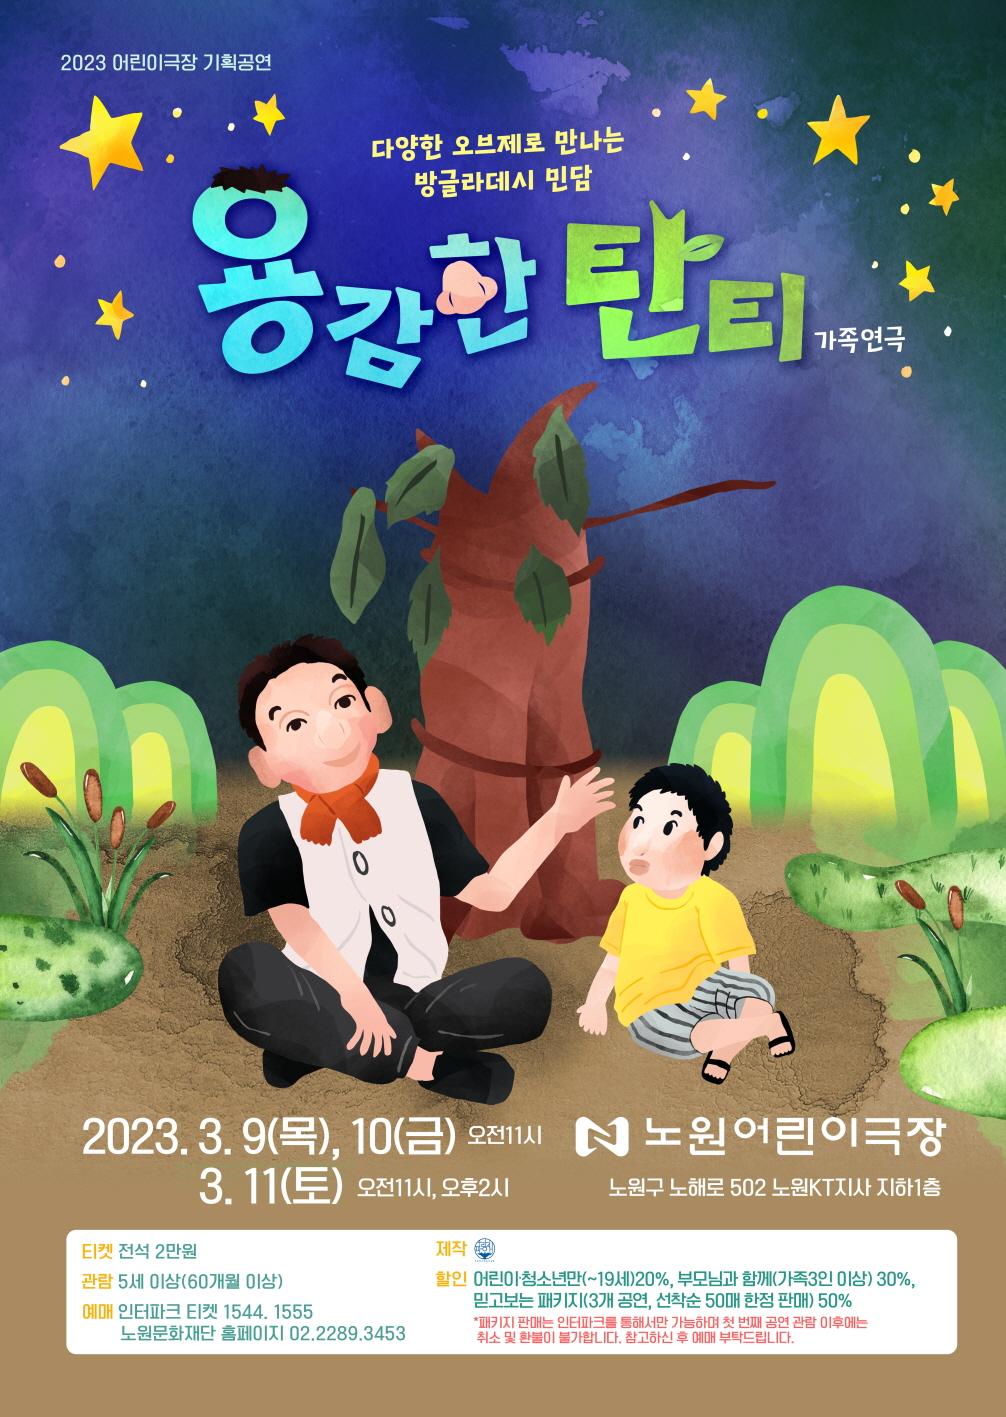 2023 어린이극장 기획공연
다양한 오브제로 만나는
방글라데시 민담
용감한 탄티
가족연극
2023. 3. 9(목), 10(금) 오전11시
3. 11(토) 오전11시, 오후2시
노원어린이극장
노원구 노해로 502 노원KT지사 지하1층
티켓 전석 2만원
관람 5세 이상(60개월 이상)
예매 인터파크 티켓 1544. 1555
노원문화재단 홈페이지 02.2289.3453
제작
할인 어린이·청소년만(~19세)20%, 부모님과 함께(가족3인 이상) 30%,
믿고보는 패키지(3개 공연, 선착순 50매 한정 판매) 50%
*패키지 판매는 인터파크를 통해서만 가능하며 첫 번째 공연 관람 이후에는
취소 및 환불이 불가합니다. 참고하신 후 예매 부탁드립니다.